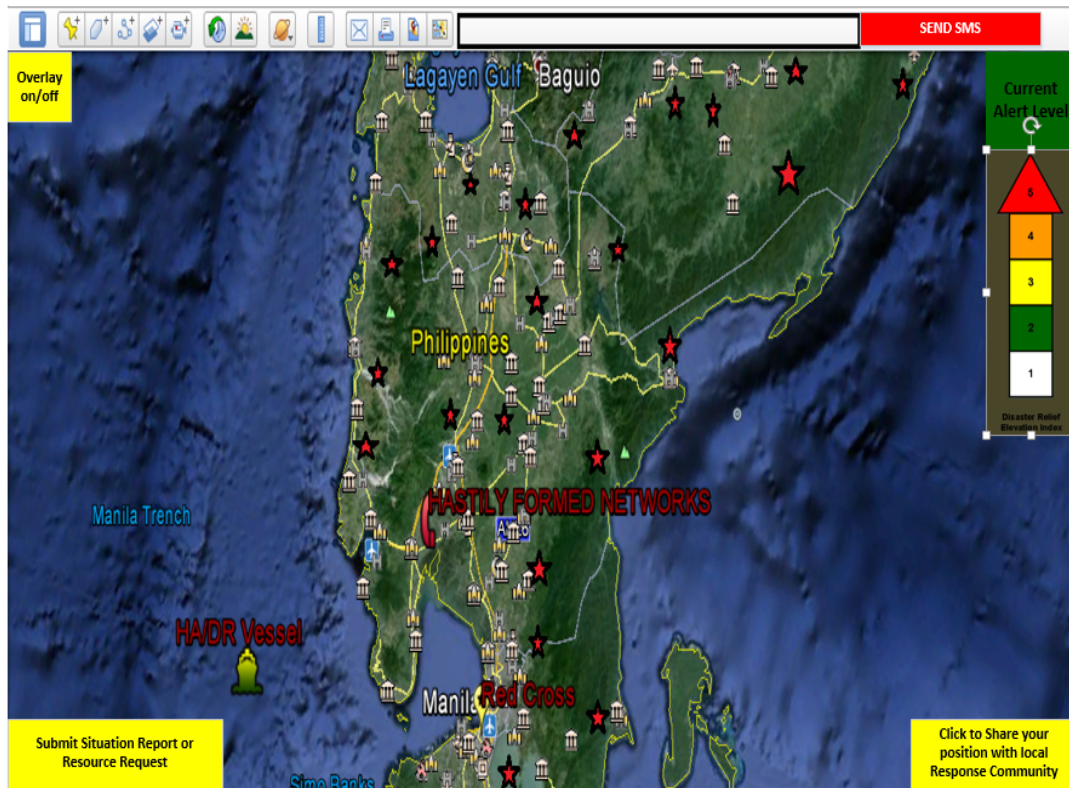 SEND SMS
Overlay
on/off
Lagayen Gulf
Baguio
Current
Alert Level
5
4
3
2
1
Disaster Relief
Elevation Index
Philippines
HASTILY FORMED NETWORKS
Manila Trench
HA/DR Vessel
Manila
Red Cross
Submit Situation Report or
Resource Request
Click to Share your
position with local
Response Community